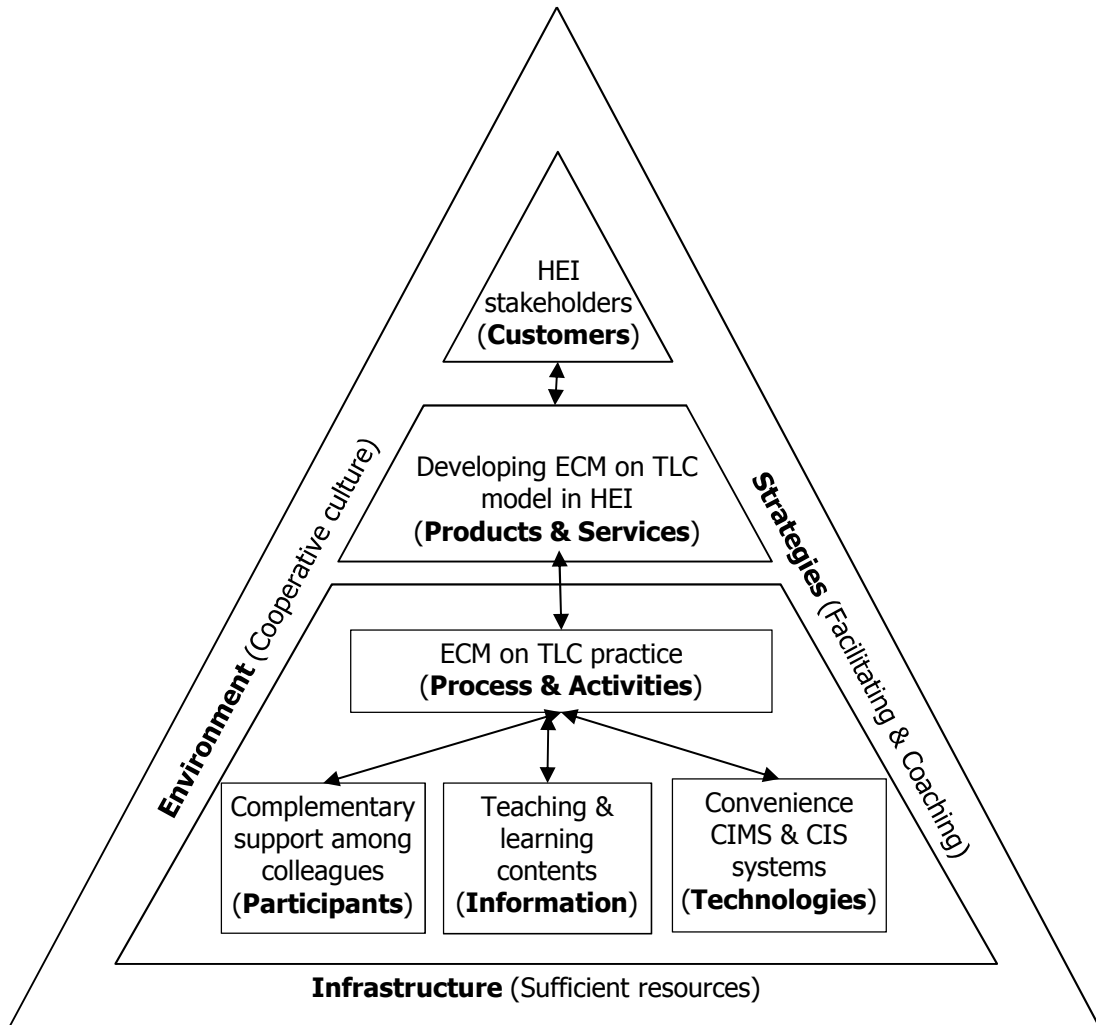 HEI
stakeholders
(Customers)
Developing ECM on TLC
model in HEI
(Products & Services)
Environment (Cooperative culture)
Strategies (Facilitating & Coaching)
ECM on TLC practice
(Process & Activities)
Complementary
support among
colleagues
(Participants)
Teaching &
learning
contents
(Information)
Convenience
CIMS & CIS
systems
(Technologies)
Infrastructure (Sufficient resources)